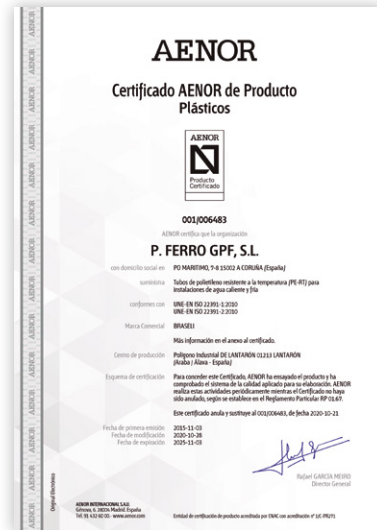 AENOR
Certificado AENOR de Producto
Plásticos
AENOR
N
Producto
Certificado
001/006483
AENOR certifica que la organización
P. FERRO GPF, S.L.
con domicilio social en PO MARITIMO, 7-8 15002 A CORUÑA (España)
suministra Tubos de polietileno resistente a la temperatura (PE-RT) para
instalaciones de agua caliente y fría
conformes con UNE-EN ISO 22391-1:2010
UNE-EN ISO 22391-2:2010
Marca Comercial BRASELI
Más información en el anexo al certificado.
Centro de producción Polígono Industrial DE LANTARÓN 01213 LANTARÓN
(Araba / Álava - España)
Esquema de certificación Para conceder este Certificado, AENOR ha ensayado el producto y ha
comprobado el sistema de la calidad aplicado para su elaboración. AENOR
realiza estas actividades periódicamente mientras el Certificado no haya
sido anulado, según se establece en el Reglamento Particular RP 01.67.
Este certificado anula y sustituye al 001/006483, de fecha 2020-10-21
Fecha de primera emisión 2015-11-03
Fecha de modificación 2020-10-28
Fecha de expiración 2025-11-03
Rafael GARCÍA MEIRO
Director General
Original Electrónico
AENOR INTERNACIONAL S.A.U.
Génova, 6. 28004 Madrid. España
Tel. 91 432 60 00.- www.aenor.com
Entidad de certificación de producto acreditada por ENAC con acreditación nº 1/C-PR271